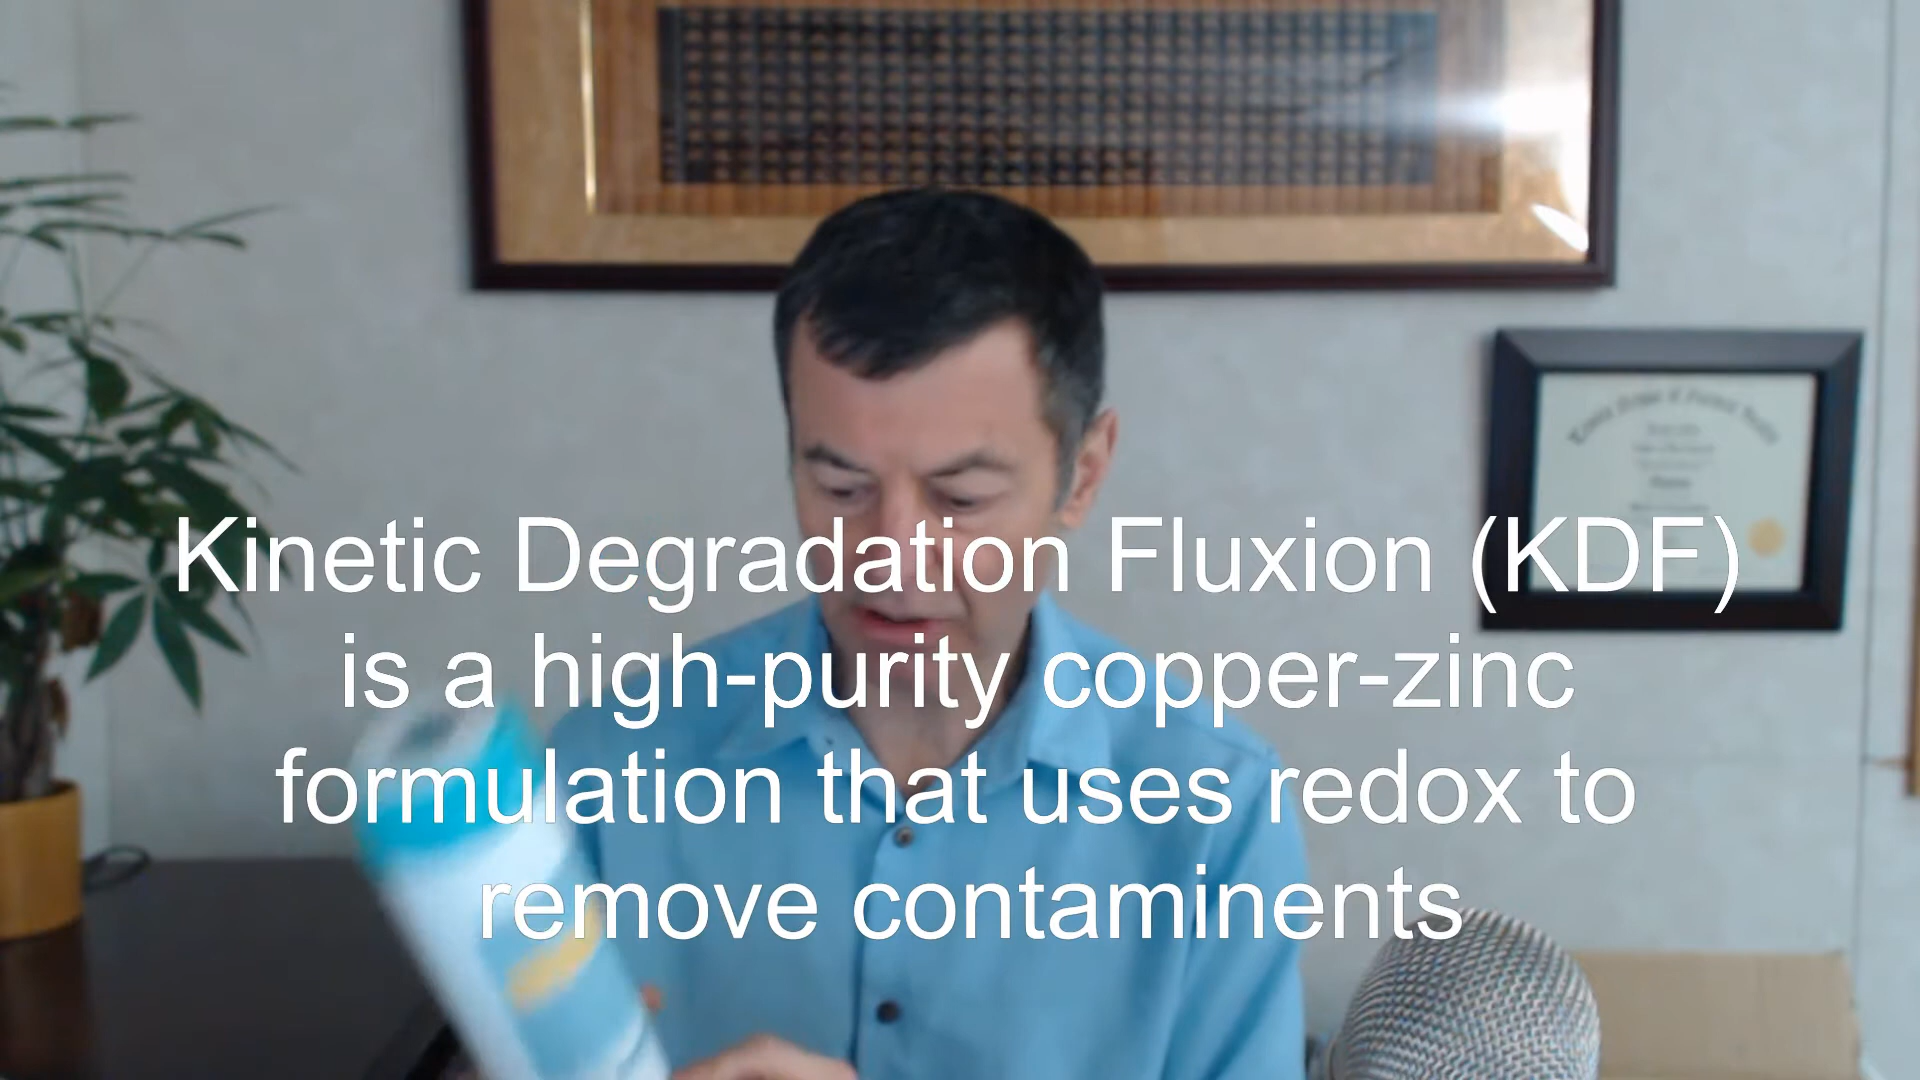 Kinetic Degradation Fluxion (KDF)
is a high-purity copper-zinc
formulation that uses redox to
remove contaminents